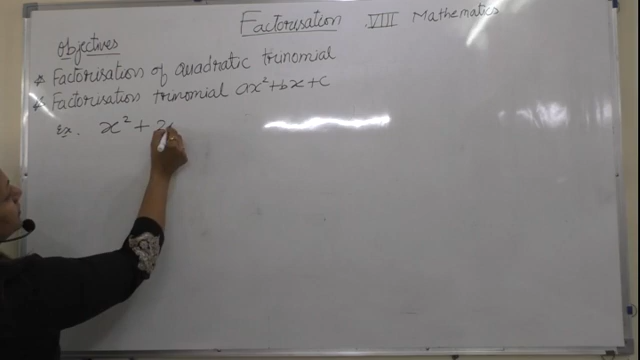 Factorisation VIII Mathematics
Objectives
* Factorisation of Quadratic trinomial
* Factorisation trinomial ax²+bx+c
Ex. x² +